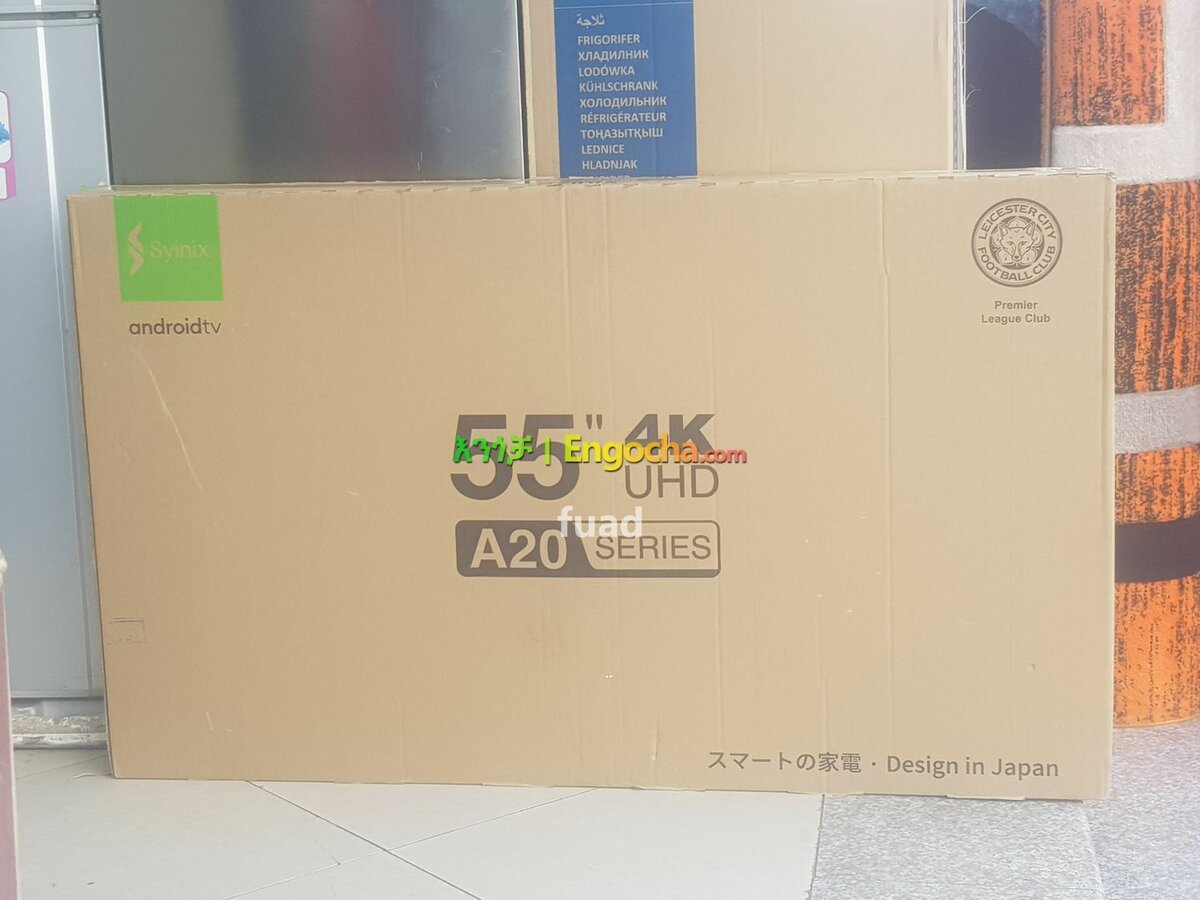 ثلاجة
FRIGORIFER
ХЛАДИЛНИК
LODÓWKA
KÜHLSCHRANK
ХОЛОДИЛЬНИК
RÉFRIGÉRATEUR
ТОҢАЗЫТҚЫШ
LEDNICE
HLADNJAK
Syinix
androidtv
LEICESTER CITY
FOOTBALL CLUB
Premier
League Club
55" 4K
UHD
እንጎቻ | Engocha.com
fuad
A20 SERIES
スマートの家電・Design in Japan